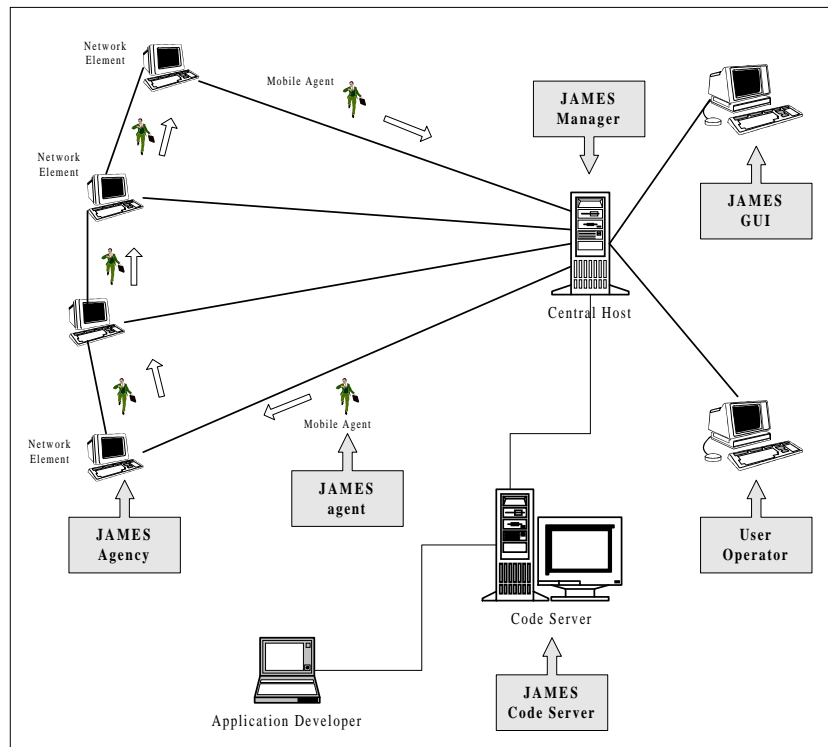 Network
Element
Mobile Agent
JAMES
Manager
Network
Element
JAMES
GUI
Central Host
Network
Element
Mobile Agent
JAMES
agent
JAMES
Agency
User
Operator
Code Server
Application Developer
JAMES
Code Server